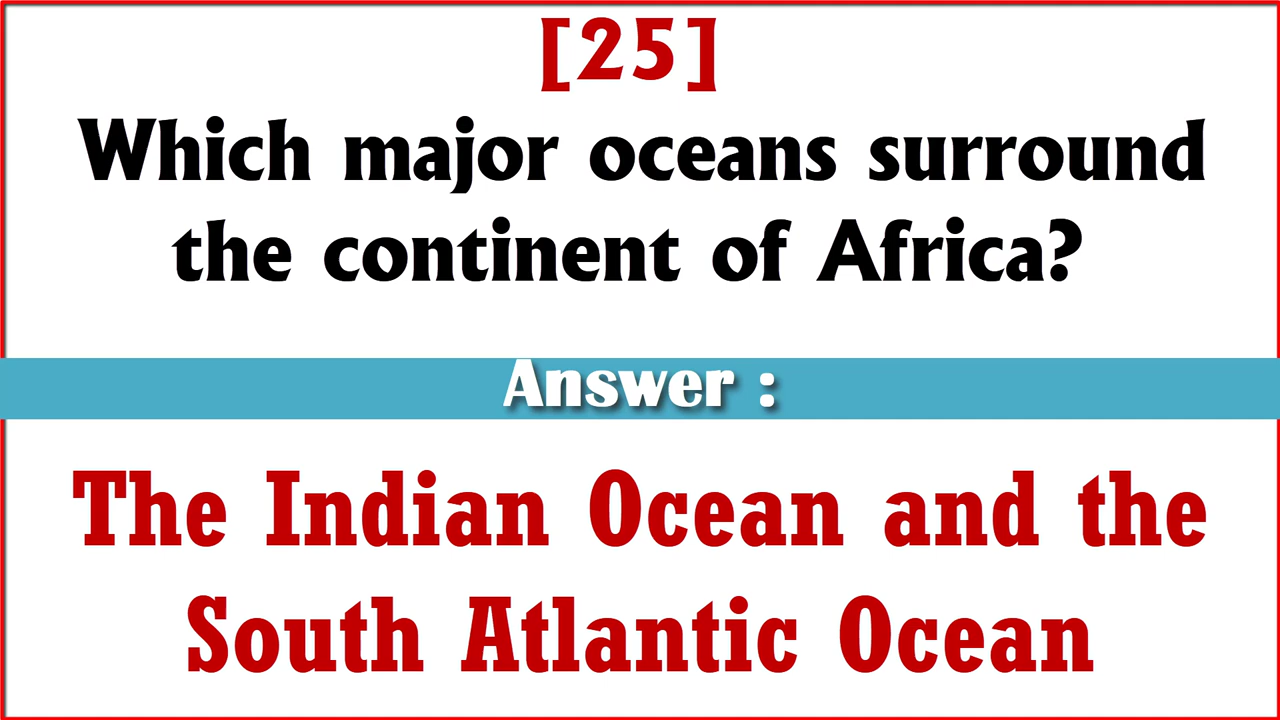 [25]
Which major oceans surround
the continent of Africa?
Answer :
The Indian Ocean and the
South Atlantic Ocean